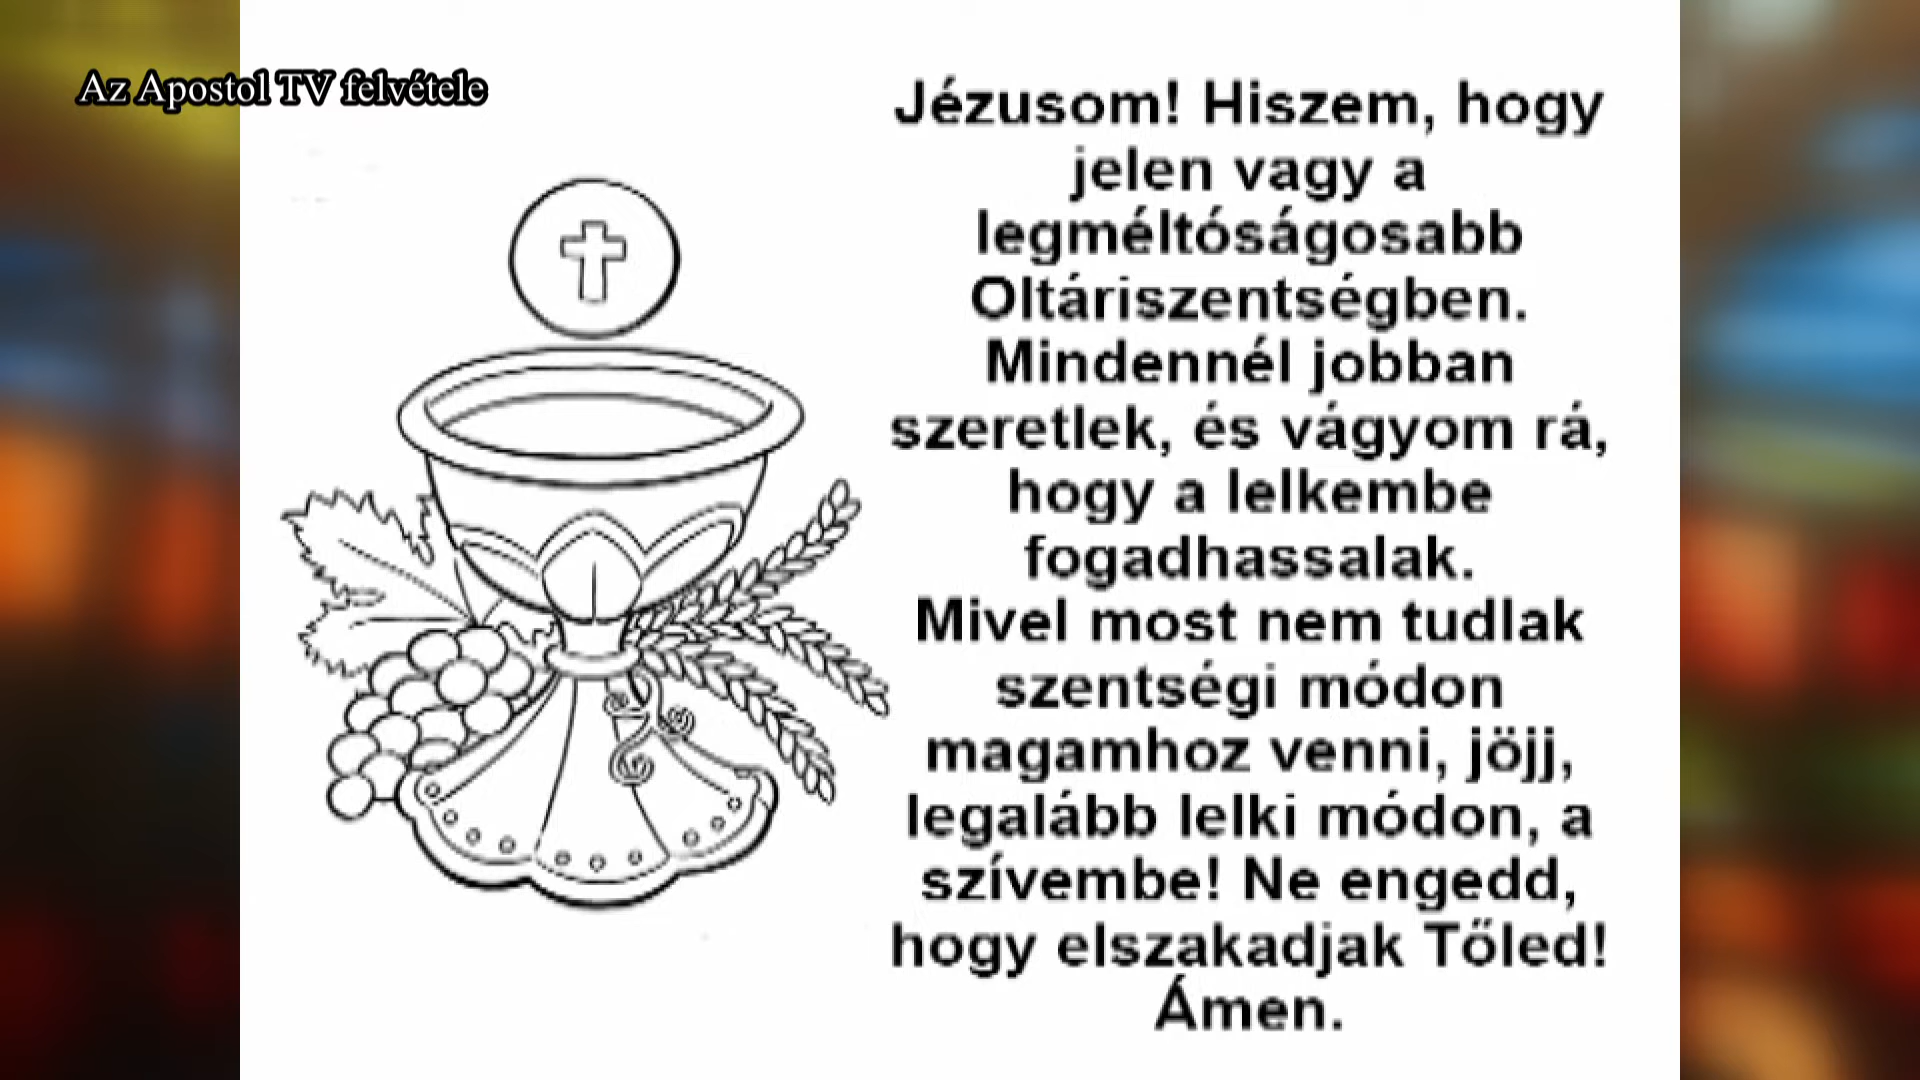 Az Apostol TV felvétele
Jézusom! Hiszem, hogy
jelen vagy a
legméltóságosabb
Oltáriszentségben.
Mindennél jobban
szeretlek, és vágyom rá,
hogy a lelkembe
fogadhassalak.
Mivel most nem tudlak
szentségi módon
magamhoz venni, jöjj,
legalább lelki módon, a
szívembe! Ne engedd,
hogy elszakadjak Tőled!
Ámen.